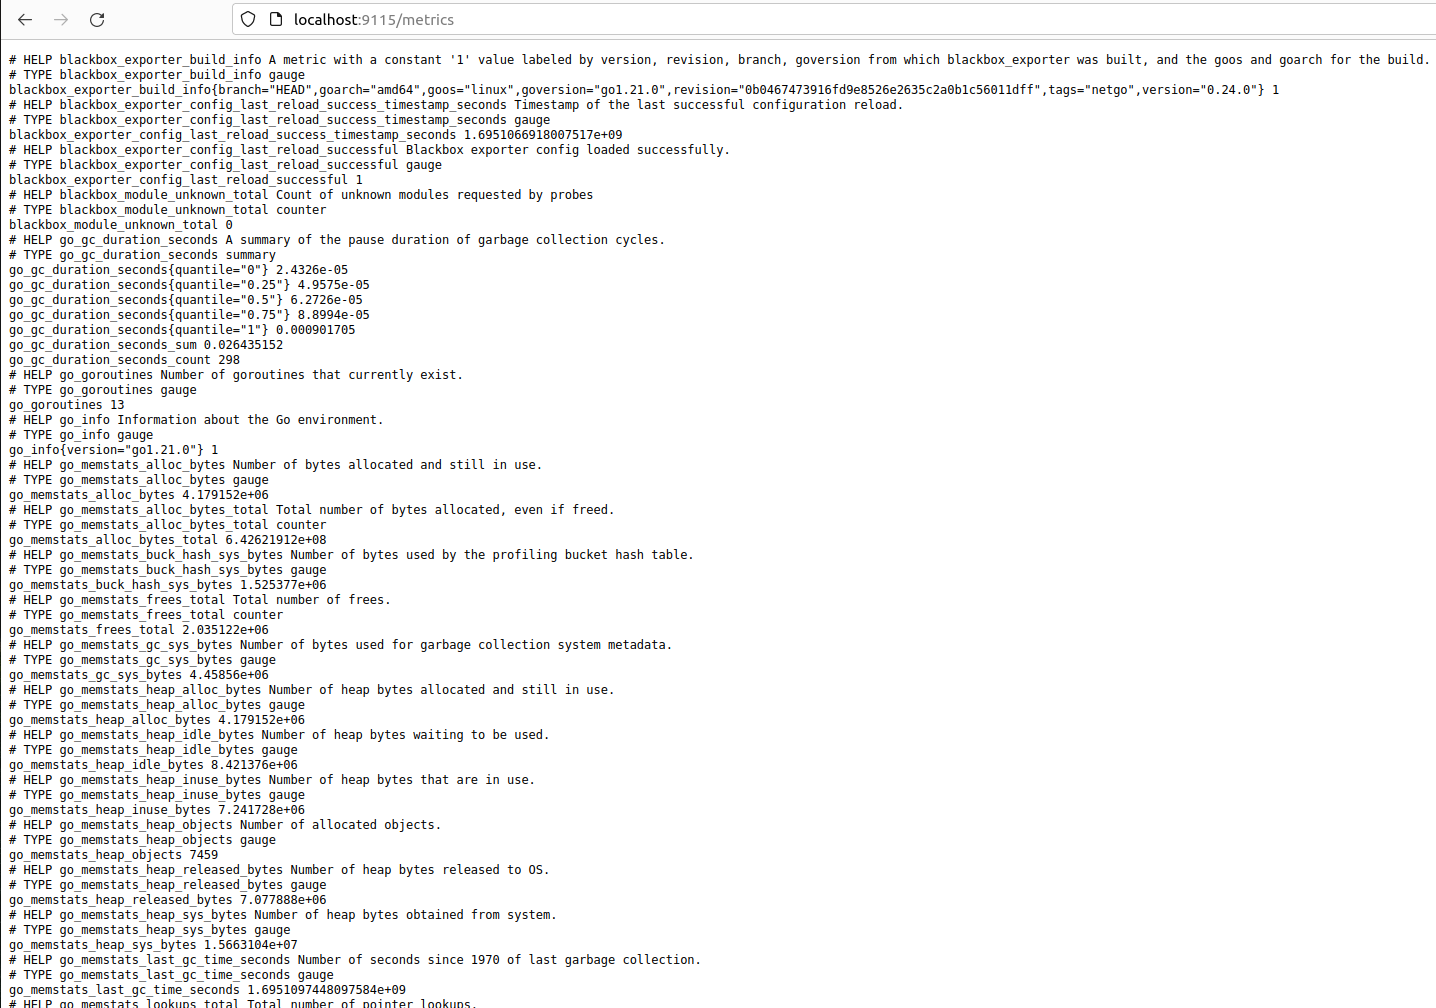 localhost:9115/metrics
# HELP blackbox_exporter_build_info A metric with a constant '1' value labeled by version, revision, branch, goversion from which blackbox_exporter was built, and the goos and goarch for the build.
# TYPE blackbox_exporter_build_info gauge
blackbox_exporter_build_info{branch="HEAD",goarch="amd64",goos="linux",goversion="go1.21.0",revision="0b0467473916fd9e8526e2635c2a0b1c56011dff",tags="netgo",version="0.24.0"} 1
# HELP blackbox_exporter_config_last_reload_success_timestamp_seconds Timestamp of the last successful configuration reload.
# TYPE blackbox_exporter_config_last_reload_success_timestamp_seconds gauge
blackbox_exporter_config_last_reload_success_timestamp_seconds 1.6951066918007517e+09
# HELP blackbox_exporter_config_last_reload_successful Blackbox exporter config loaded successfully.
# TYPE blackbox_exporter_config_last_reload_successful gauge
blackbox_exporter_config_last_reload_successful 1
# HELP blackbox_module_unknown_total Count of unknown modules requested by probes
# TYPE blackbox_module_unknown_total counter
blackbox_module_unknown_total 0
# HELP go_gc_duration_seconds A summary of the pause duration of garbage collection cycles.
# TYPE go_gc_duration_seconds summary
go_gc_duration_seconds{quantile="0"} 2.4326e-05
go_gc_duration_seconds{quantile="0.25"} 4.9575e-05
go_gc_duration_seconds{quantile="0.5"} 6.2726e-05
go_gc_duration_seconds{quantile="0.75"} 8.8994e-05
go_gc_duration_seconds{quantile="1"} 0.000901705
go_gc_duration_seconds_sum 0.026435152
go_gc_duration_seconds_count 298
# HELP go_goroutines Number of goroutines that currently exist.
# TYPE go_goroutines gauge
go_goroutines 13
# HELP go_info Information about the Go environment.
# TYPE go_info gauge
go_info{version="go1.21.0"} 1
# HELP go_memstats_alloc_bytes Number of bytes allocated and still in use.
# TYPE go_memstats_alloc_bytes gauge
go_memstats_alloc_bytes 4.179152e+06
# HELP go_memstats_alloc_bytes_total Total number of bytes allocated, even if freed.
# TYPE go_memstats_alloc_bytes_total counter
go_memstats_alloc_bytes_total 6.42621912e+08
# HELP go_memstats_buck_hash_sys_bytes Number of bytes used by the profiling bucket hash table.
# TYPE go_memstats_buck_hash_sys_bytes gauge
go_memstats_buck_hash_sys_bytes 1.525377e+06
# HELP go_memstats_frees_total Total number of frees.
# TYPE go_memstats_frees_total counter
go_memstats_frees_total 2.035122e+06
# HELP go_memstats_gc_sys_bytes Number of bytes used for garbage collection system metadata.
# TYPE go_memstats_gc_sys_bytes gauge
go_memstats_gc_sys_bytes 4.45856e+06
# HELP go_memstats_heap_alloc_bytes Number of heap bytes allocated and still in use.
# TYPE go_memstats_heap_alloc_bytes gauge
go_memstats_heap_alloc_bytes 4.179152e+06
# HELP go_memstats_heap_idle_bytes Number of heap bytes waiting to be used.
# TYPE go_memstats_heap_idle_bytes gauge
go_memstats_heap_idle_bytes 8.421376e+06
# HELP go_memstats_heap_inuse_bytes Number of heap bytes that are in use.
# TYPE go_memstats_heap_inuse_bytes gauge
go_memstats_heap_inuse_bytes 7.241728e+06
# HELP go_memstats_heap_objects Number of allocated objects.
# TYPE go_memstats_heap_objects gauge
go_memstats_heap_objects 7459
# HELP go_memstats_heap_released_bytes Number of heap bytes released to OS.
# TYPE go_memstats_heap_released_bytes gauge
go_memstats_heap_released_bytes 7.077888e+06
# HELP go_memstats_heap_sys_bytes Number of heap bytes obtained from system.
# TYPE go_memstats_heap_sys_bytes gauge
go_memstats_heap_sys_bytes 1.5663104e+07
# HELP go_memstats_last_gc_time_seconds Number of seconds since 1970 of last garbage collection.
# TYPE go_memstats_last_gc_time_seconds gauge
go_memstats_last_gc_time_seconds 1.6951097448097584e+09
# HELP go_memstats_lookups_total Total number of pointer lookups.